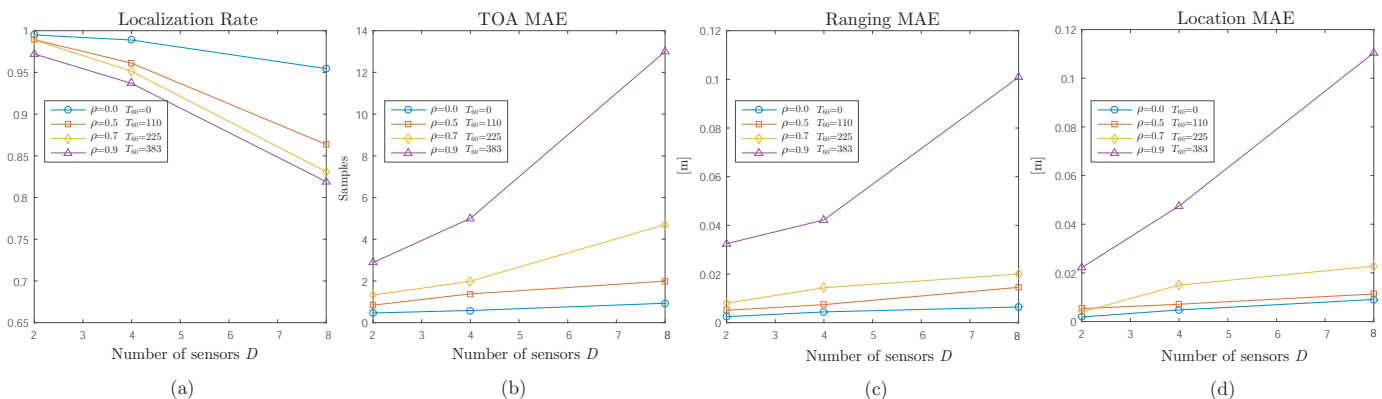 Localization Rate
1
0.95
0.9
0.85
0.8
0.75
0.7
0.65
2 3 4 5 6 7 8
ρ=0.0 T60=0
ρ=0.5 T60=110
ρ=0.7 T60=225
ρ=0.9 T60=383
Number of sensors D
(a)
TOA MAE
14
12
10
8
6
4
2
0
Samples
2 3 4 5 6 7 8
ρ=0.0 T60=0
ρ=0.5 T60=110
ρ=0.7 T60=225
ρ=0.9 T60=383
Number of sensors D
(b)
Ranging MAE
0.12
0.1
0.08
0.06
0.04
0.02
0
[m]
2 3 4 5 6 7 8
ρ=0.0 T60=0
ρ=0.5 T60=110
ρ=0.7 T60=225
ρ=0.9 T60=383
Number of sensors D
(c)
Location MAE
0.12
0.1
0.08
0.06
0.04
0.02
0
[m]
2 3 4 5 6 7 8
ρ=0.0 T60=0
ρ=0.5 T60=110
ρ=0.7 T60=225
ρ=0.9 T60=383
Number of sensors D
(d)